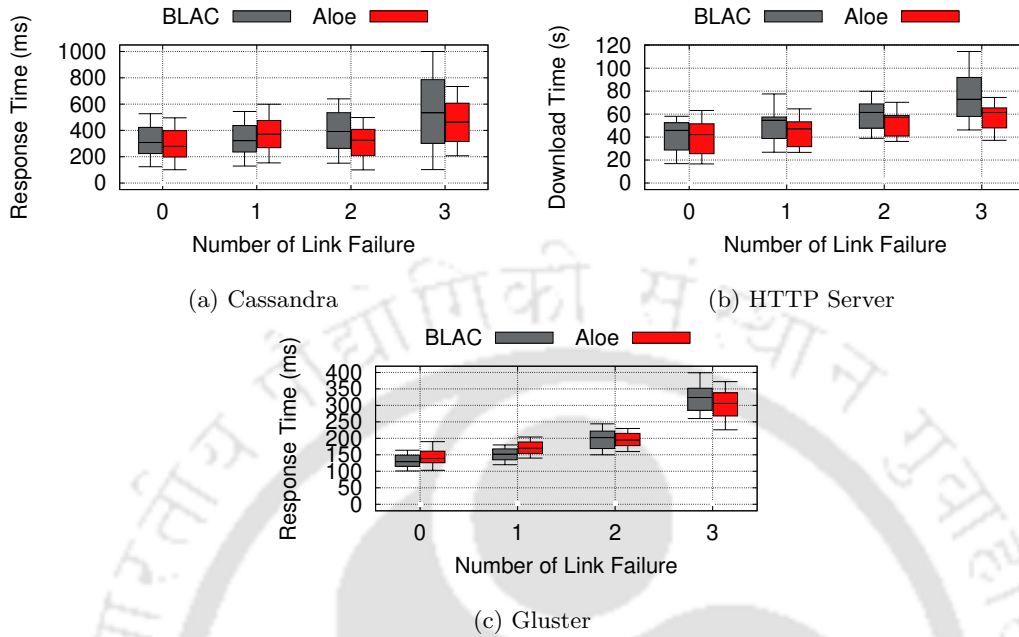 BLAC Aloe
Response Time (ms)
1000
800
600
400
200
0
0 1 2 3
Number of Link Failure
(a) Cassandra
BLAC Aloe
Download Time (s)
120
100
80
60
40
20
0
0 1 2 3
Number of Link Failure
(b) HTTP Server
BLAC Aloe
Response Time (ms)
400
350
300
250
200
150
100
50
0
0 1 2 3
Number of Link Failure
(c) Gluster